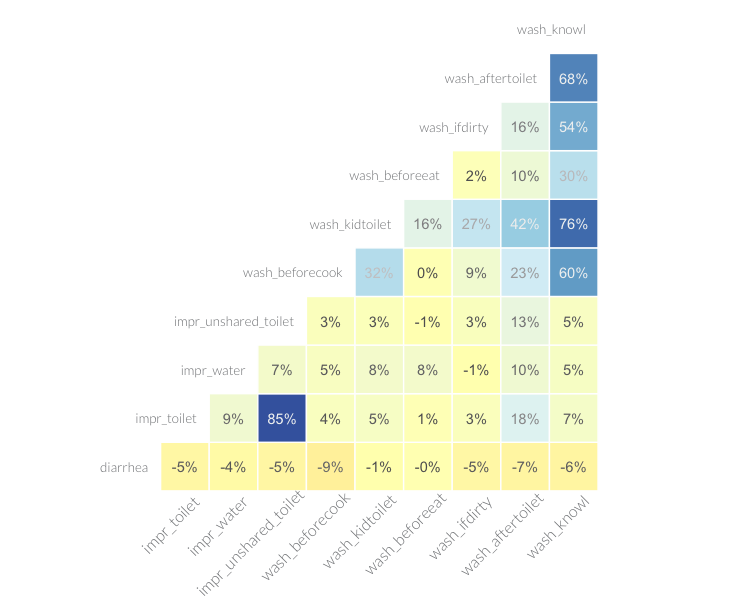 wash_knowl
wash_aftertoilet 68%
wash_ifdirty 16% 54%
wash_beforeeat 2% 10% 30%
wash_kidtoilet 16% 27% 42% 76%
wash_beforecook 32% 0% 9% 23% 60%
impr_unshared_toilet 3% 3% -1% 3% 13% 5%
impr_water 7% 5% 8% 8% -1% 10% 5%
impr_toilet 9% 85% 4% 5% 1% 3% 18% 7%
diarrhea -5% -4% -5% -9% -1% -0% -5% -7% -6%
impr_toilet impr_water impr_unshared_toilet wash_beforecook wash_kidtoilet wash_beforeeat wash_ifdirty wash_aftertoilet wash_knowl